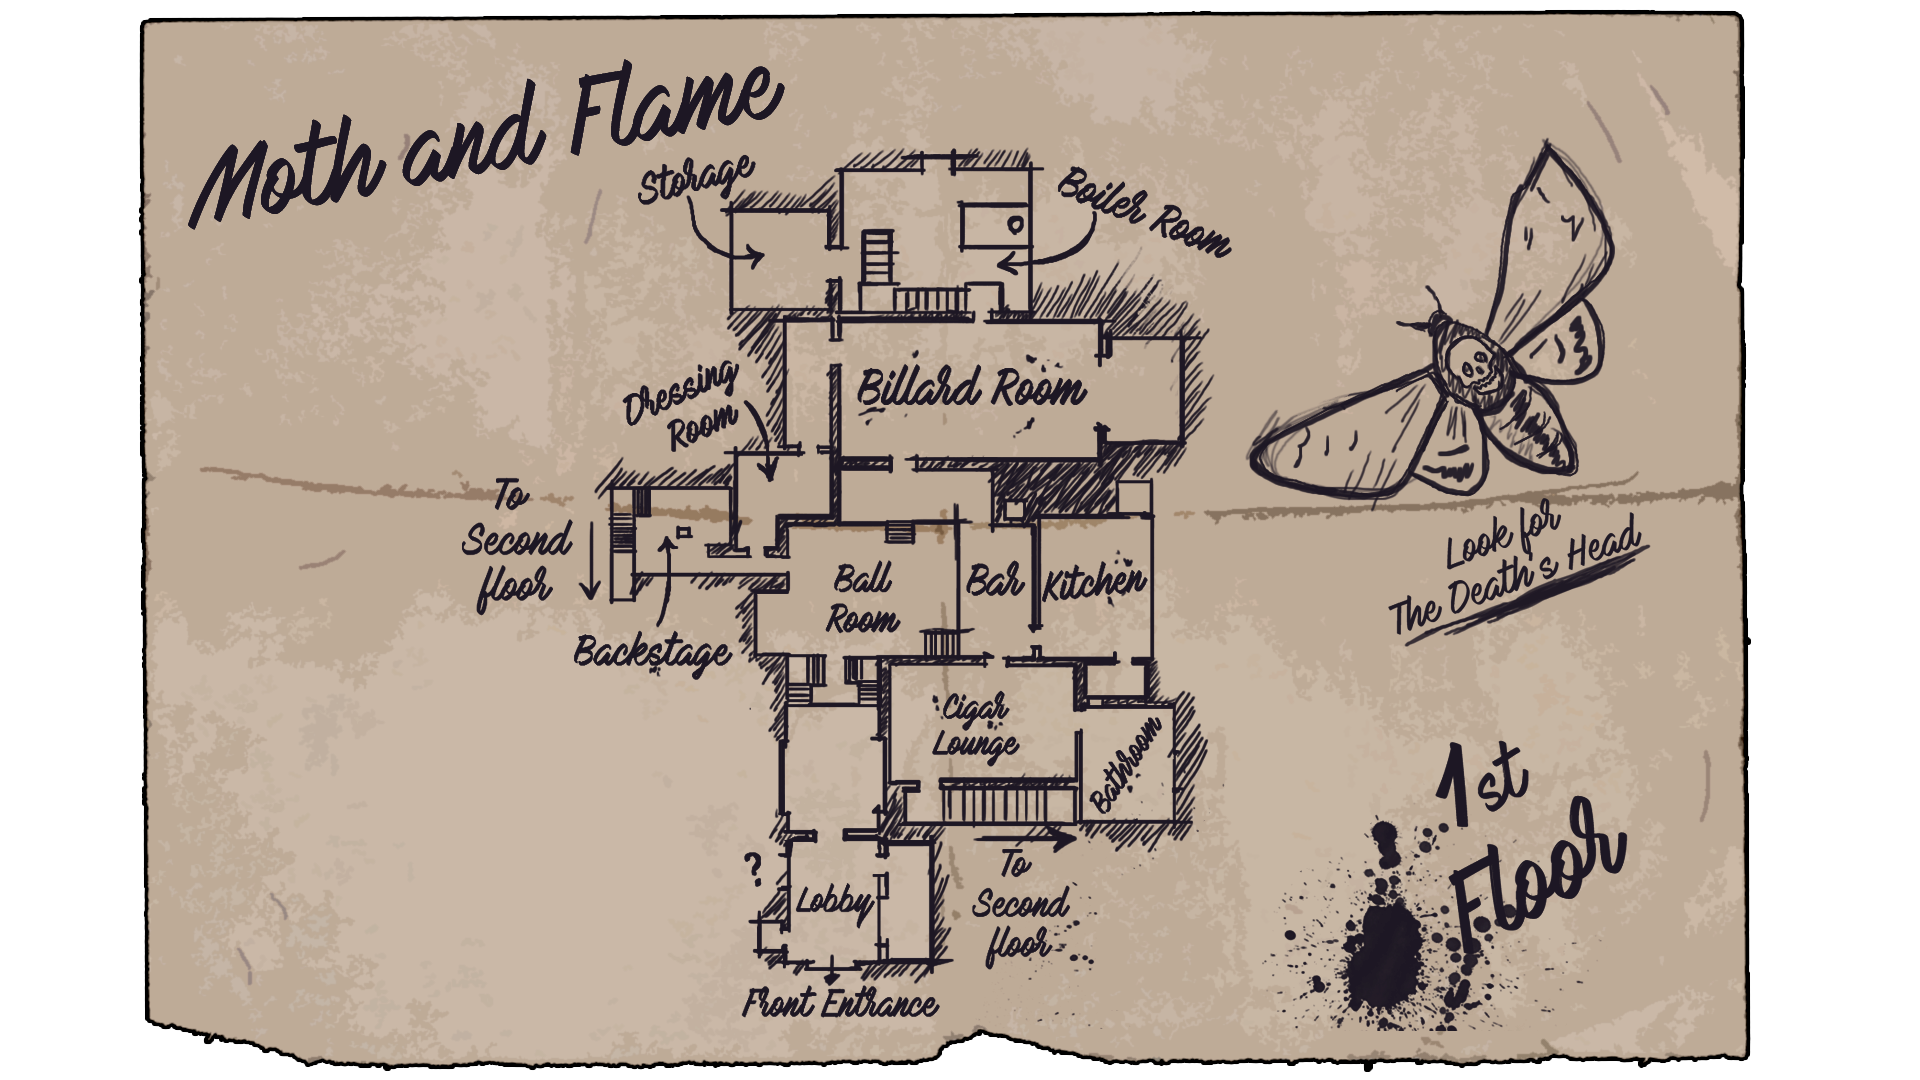 Moth and Flame
Storage
Boiler Room
Billard Room
Dressing
Room
To
Second
floor
Backstage
Ball
Room
Bar
Kitchen
Cigar
Lounge
Bathroom
?
Lobby
To
Second
floor
Front Entrance
Look for
The Death's Head
1st
Floor